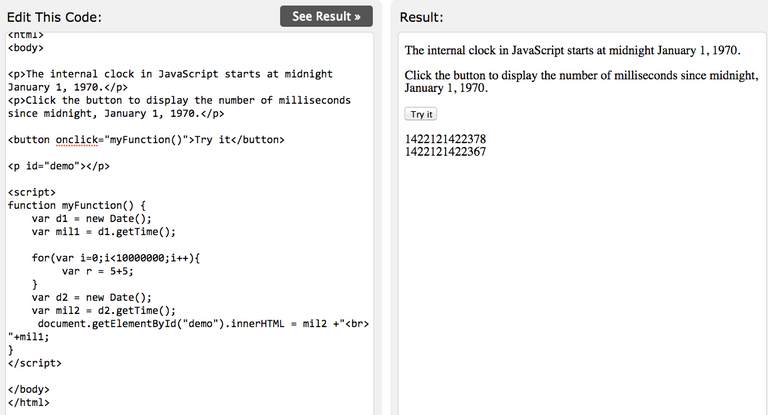 Edit This Code:
See Result »
Result:
<html>
<body>
<p>The internal clock in JavaScript starts at midnight
January 1, 1970.</p>
<p>Click the button to display the number of milliseconds
since midnight, January 1, 1970.</p>
<button onclick="myFunction()">Try it</button>
<p id="demo"></p>
<script>
function myFunction() {
var d1 = new Date();
var mil1 = d1.getTime();
for(var i=0;i<10000000;i++){
var r = 5+5;
}
var d2 = new Date();
var mil2 = d2.getTime();
document.getElementById("demo").innerHTML = mil2 +"<br>
"+mil1;
}
</script>
</body>
</html>
The internal clock in JavaScript starts at midnight January 1, 1970.
Click the button to display the number of milliseconds since midnight,
January 1, 1970.
Try it
1422121422378
1422121422367